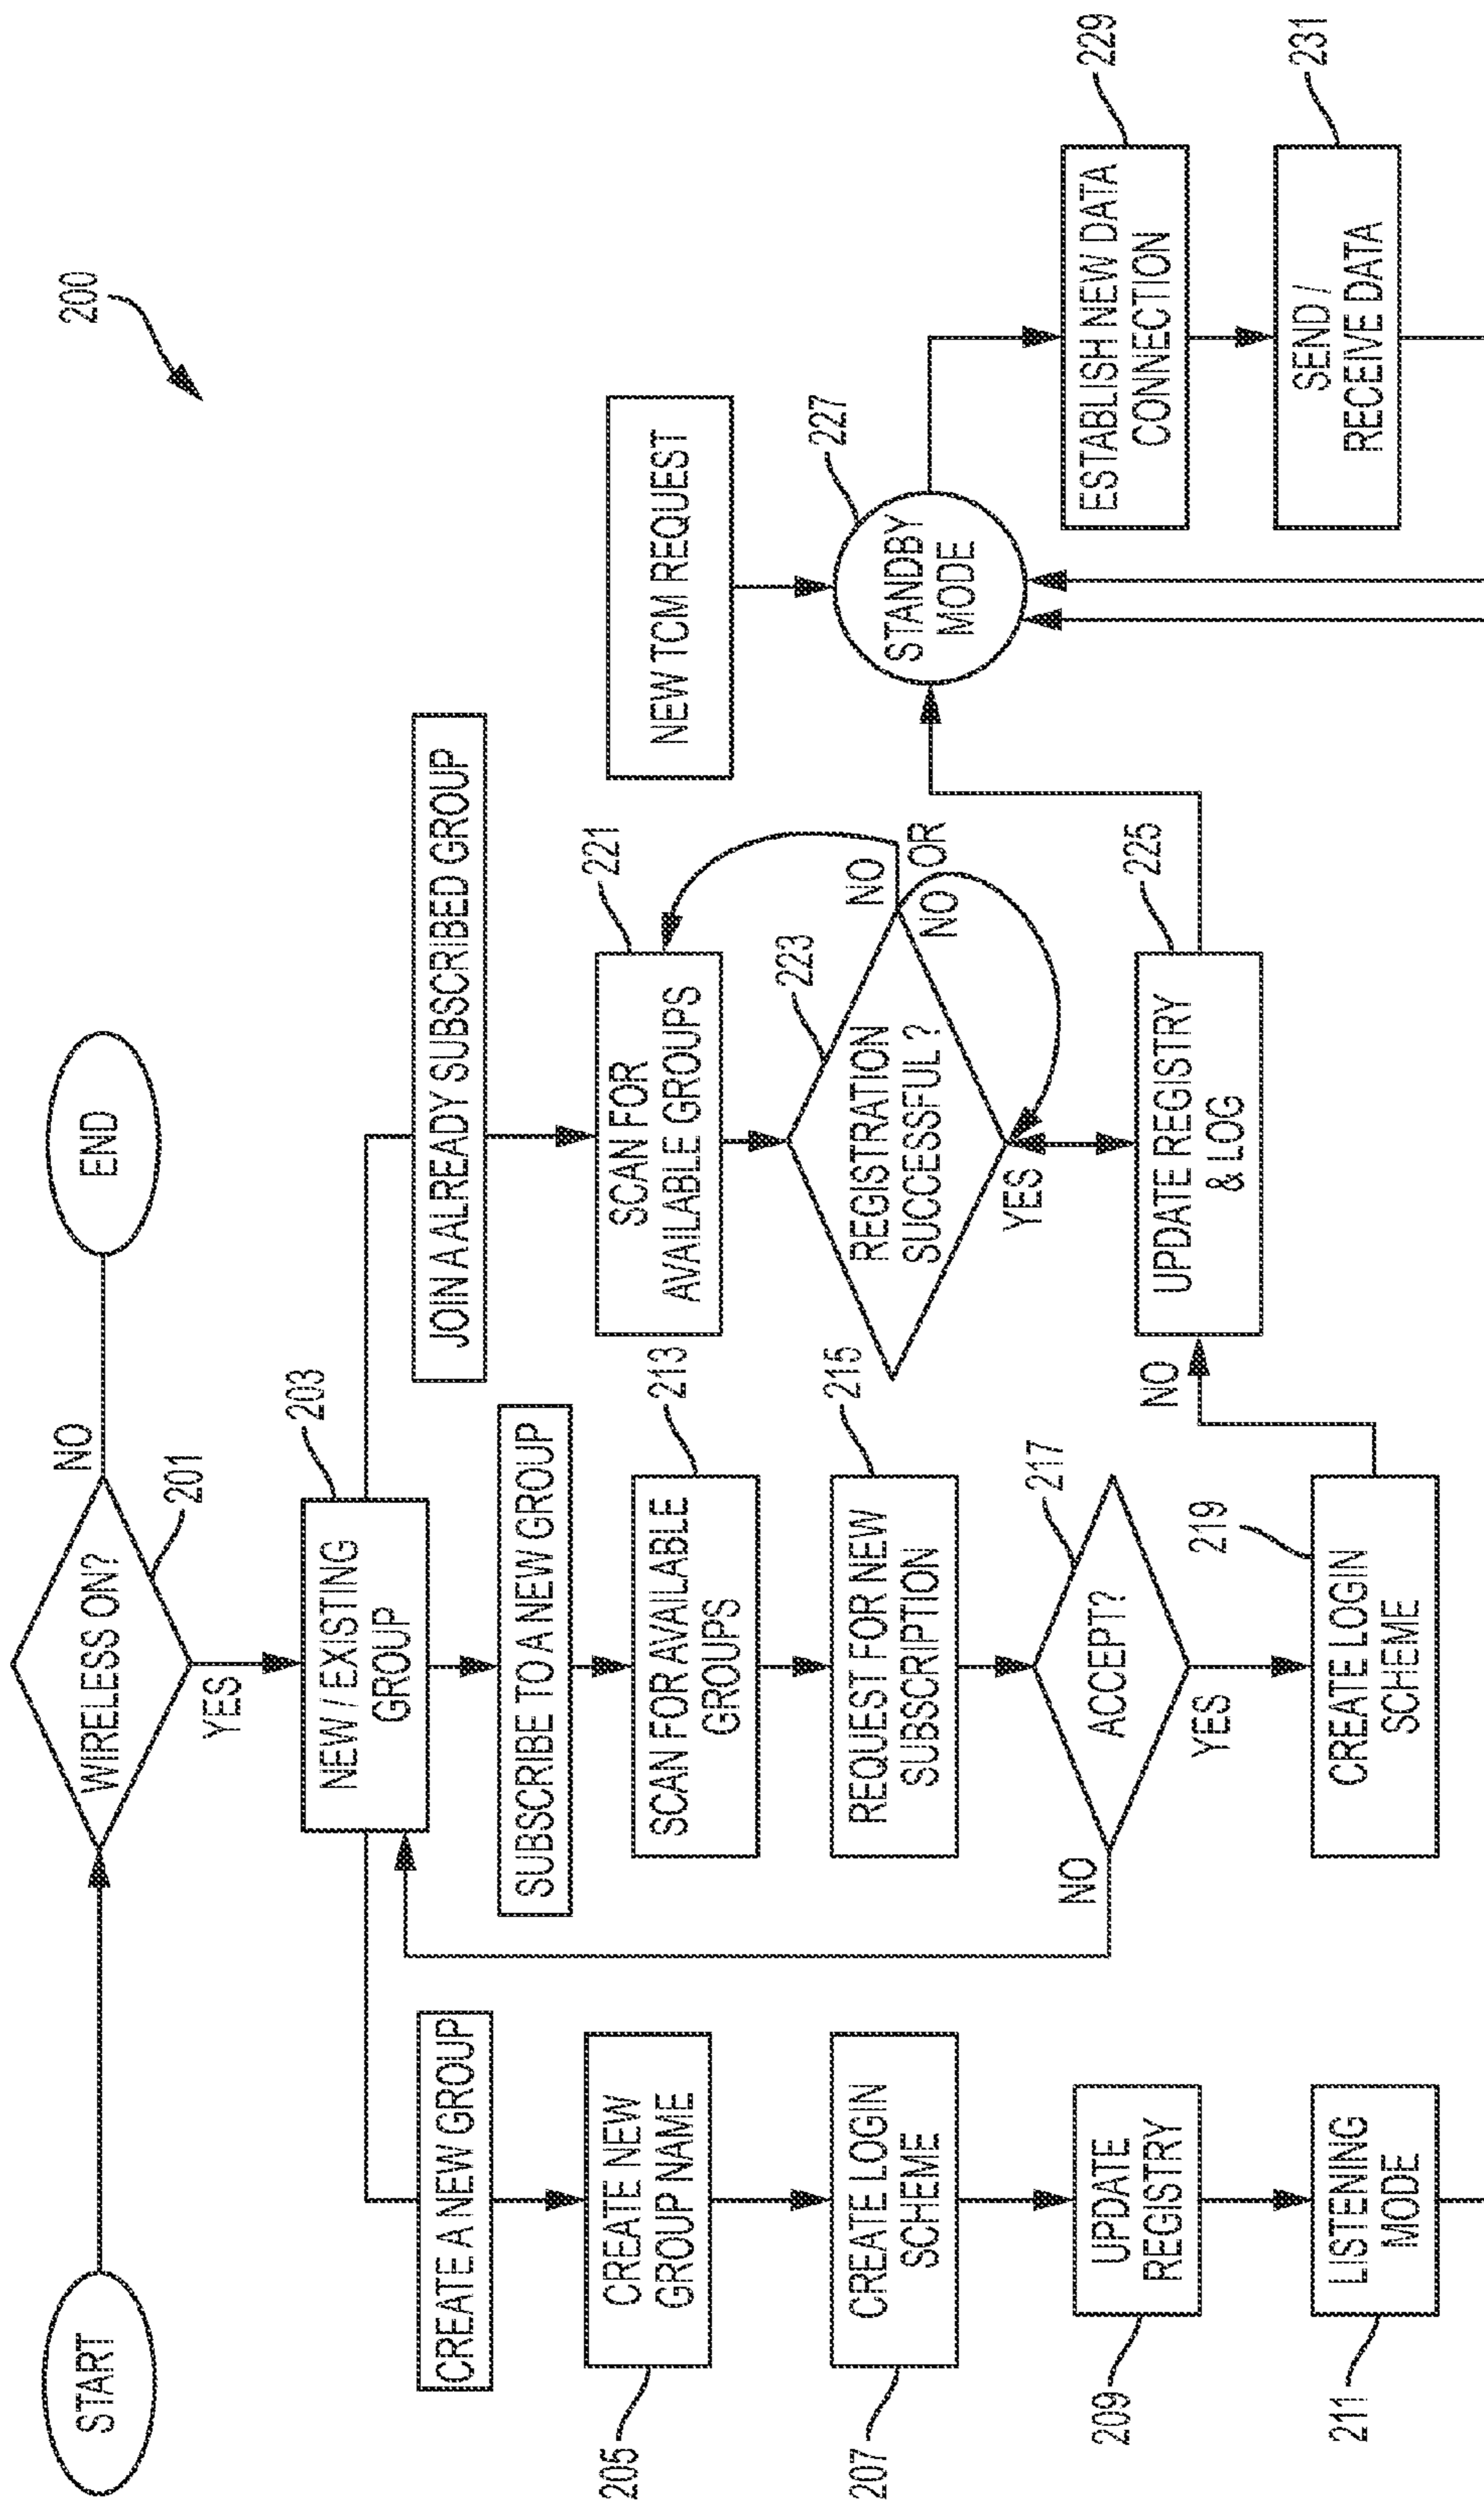 200
START
WIRELESS ON?
201
NO
END
YES
NEW / EXISTING
GROUP
203
CREATE A NEW GROUP
SUBSCRIBE TO A NEW GROUP
JOIN A ALREADY SUBSCRIBED GROUP
CREATE NEW
GROUP NAME
205
SCAN FOR AVAILABLE
GROUPS
213
SCAN FOR
AVAILABLE GROUPS
221
NEW TCM REQUEST
CREATE LOGIN
SCHEME
207
REQUEST FOR NEW
SUBSCRIPTION
215
REGISTRATION
SUCCESSFUL ?
223
NO
OR
NO
YES
STANDBY
MODE
227
UPDATE
REGISTRY
209
NO
ACCEPT?
217
YES
UPDATE REGISTRY
& LOG
225
NO
ESTABLISH NEW DATA
CONNECTION
229
LISTENING
MODE
211
CREATE LOGIN
SCHEME
219
SEND /
RECEIVE DATA
231